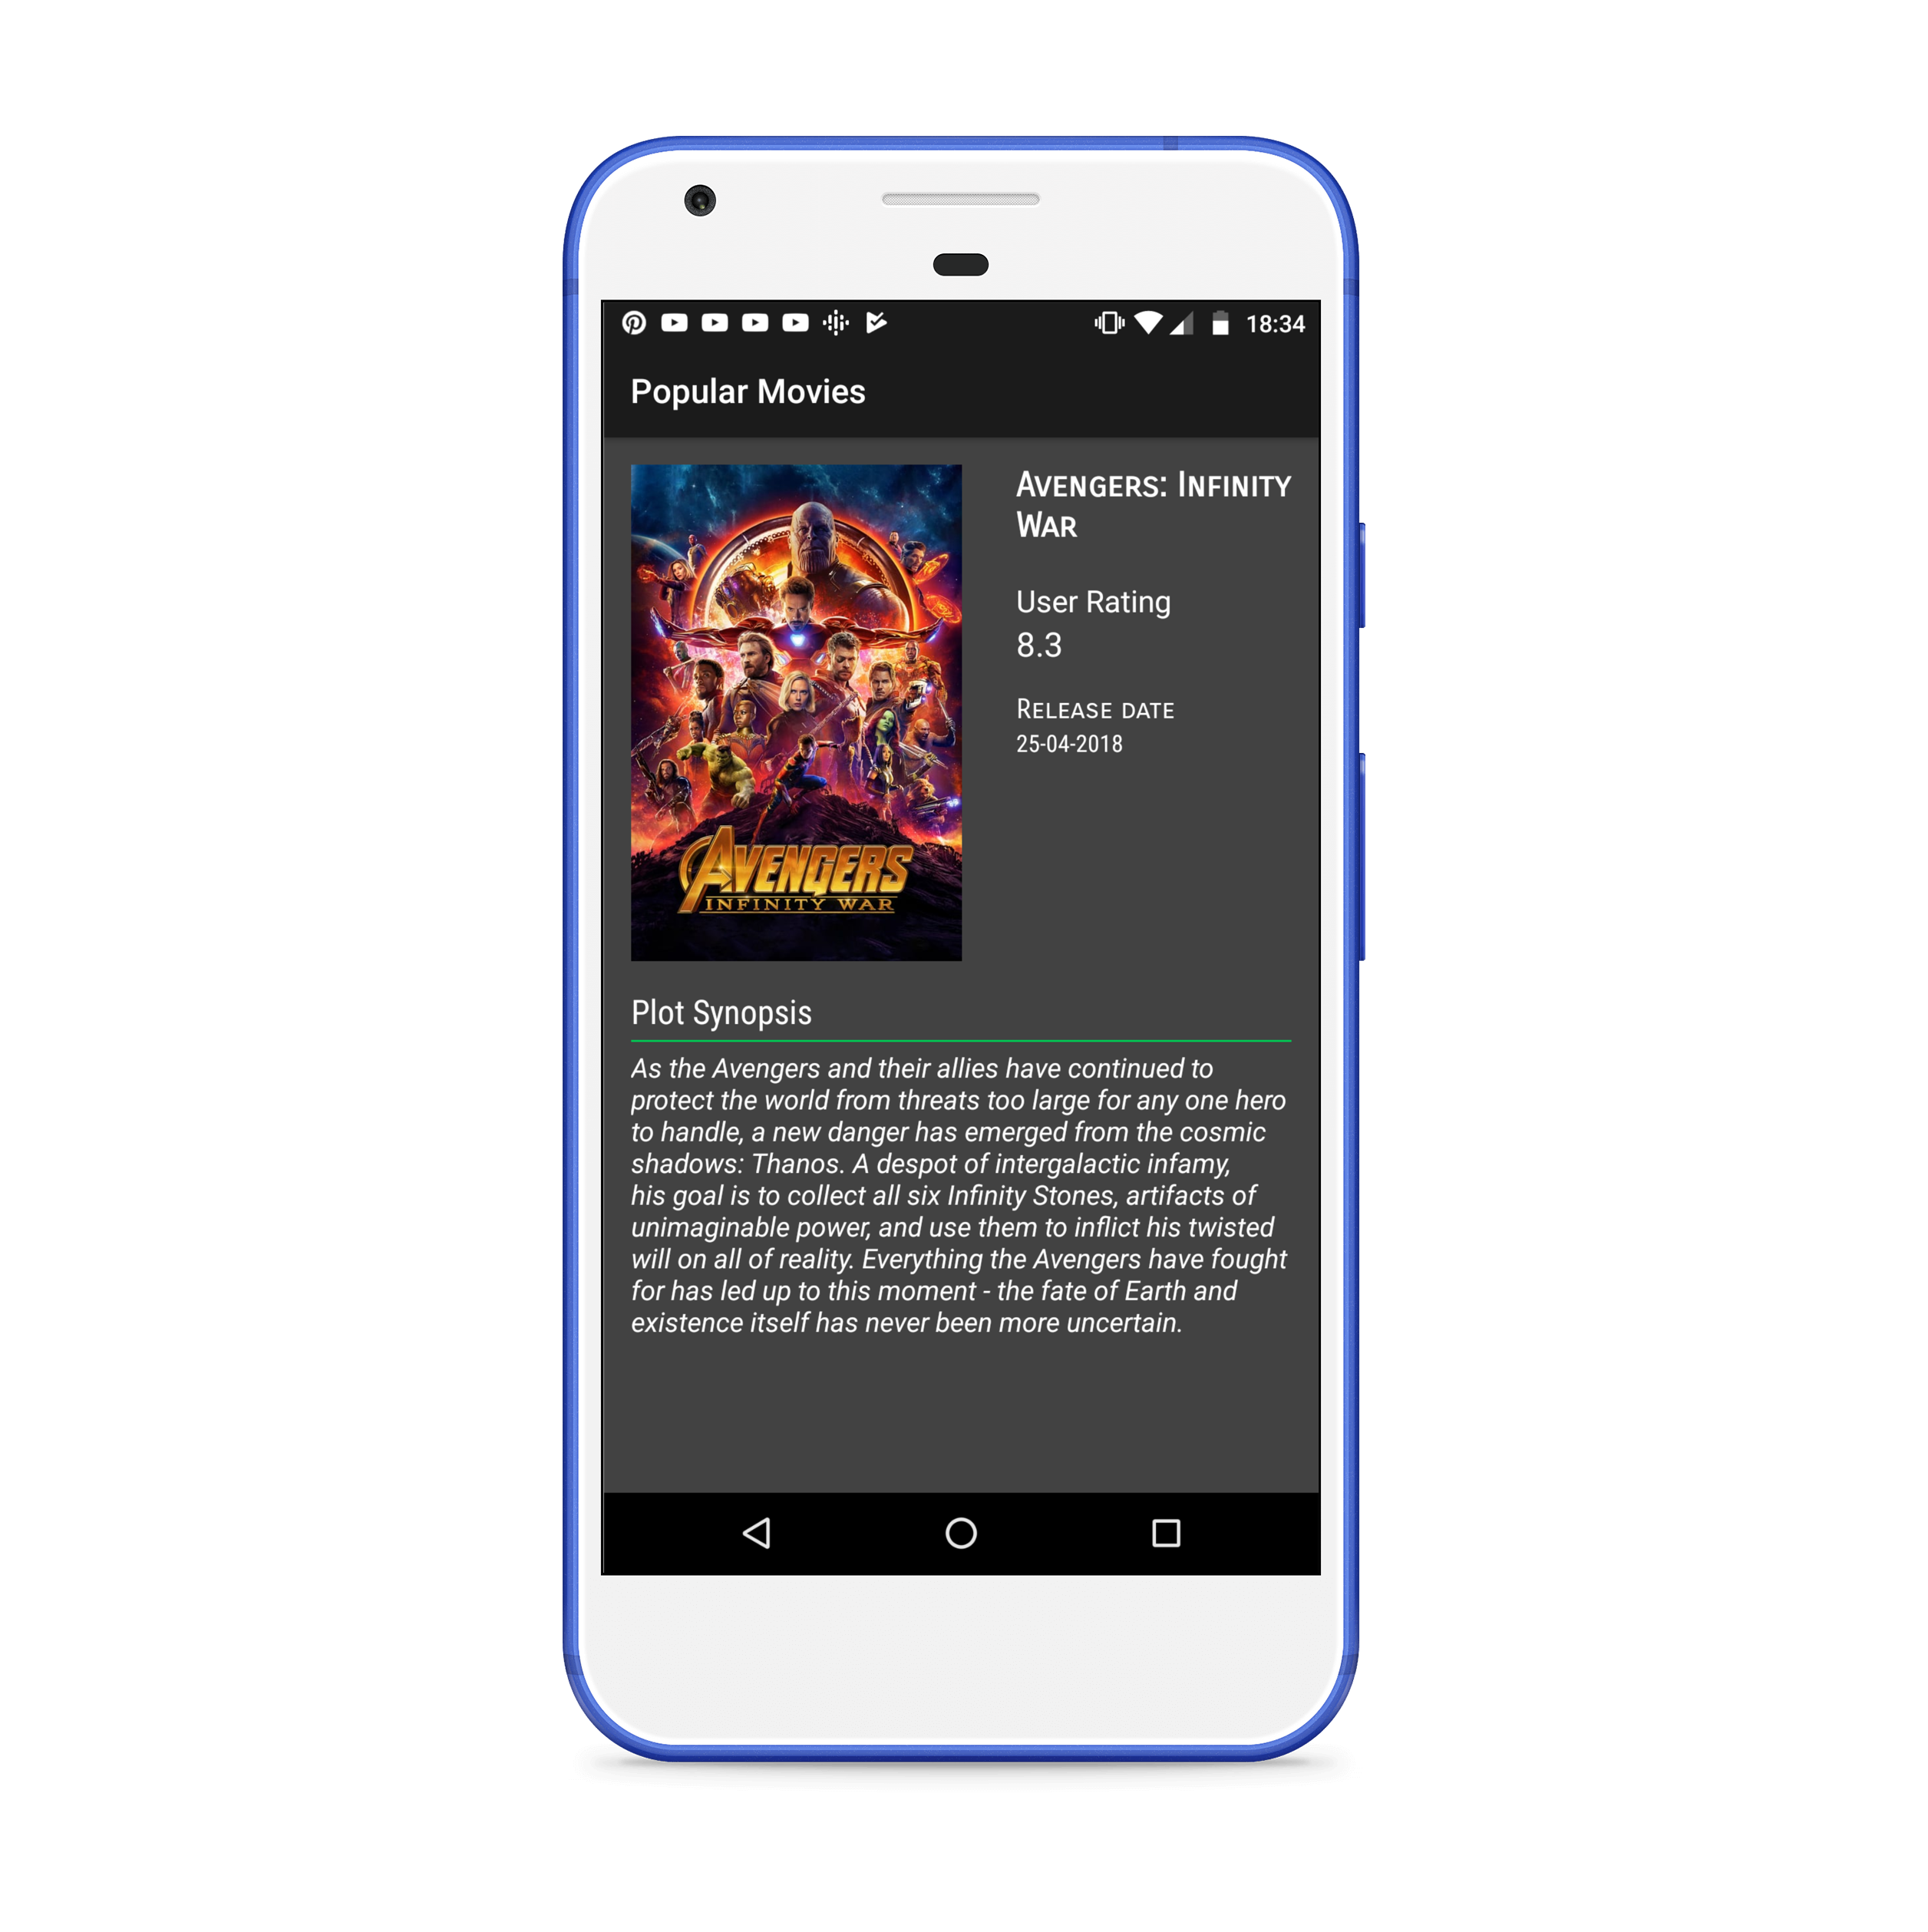 18:34
Popular Movies
AVENGERS
INFINITY WAR
Avengers: Infinity
War
User Rating
8.3
Release date
25-04-2018
Plot Synopsis
As the Avengers and their allies have continued to
protect the world from threats too large for any one hero
to handle, a new danger has emerged from the cosmic
shadows: Thanos. A despot of intergalactic infamy,
his goal is to collect all six Infinity Stones, artifacts of
unimaginable power, and use them to inflict his twisted
will on all of reality. Everything the Avengers have fought
for has led up to this moment - the fate of Earth and
existence itself has never been more uncertain.